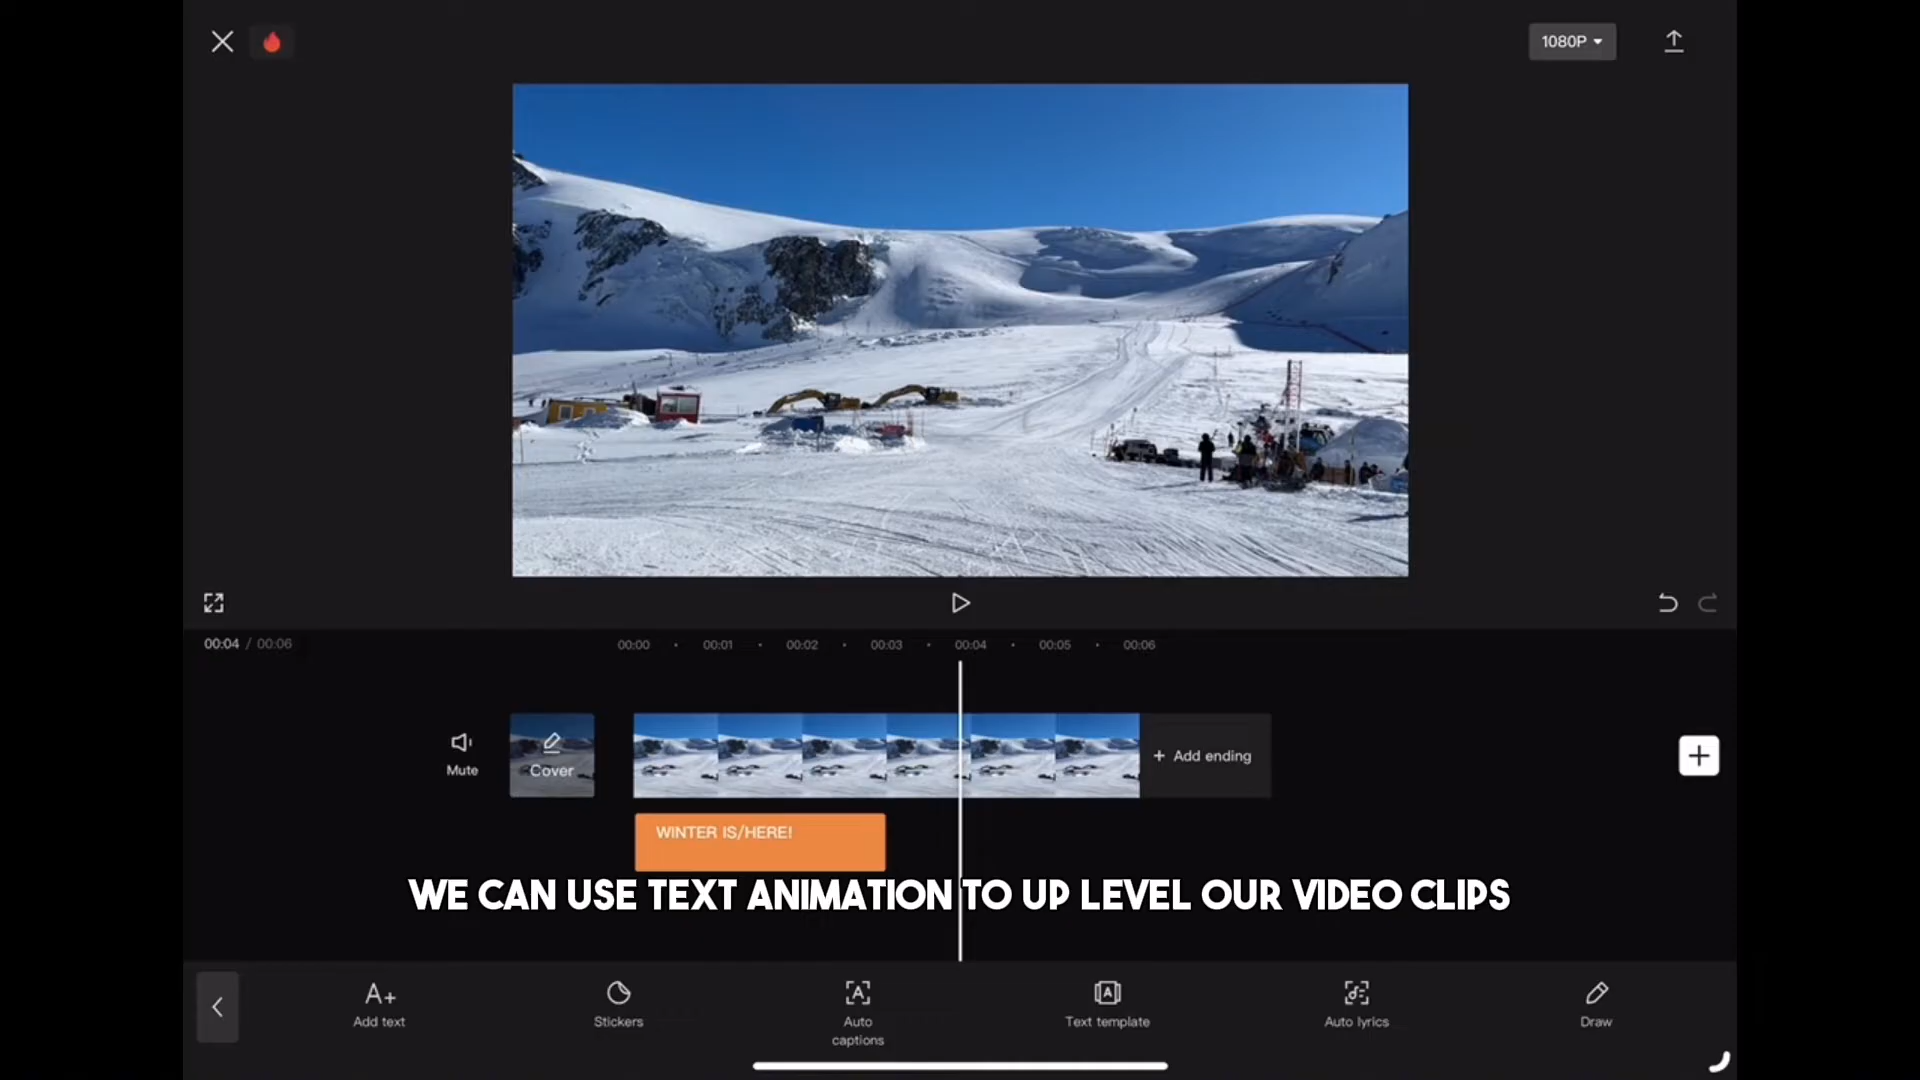 1080P
00:04 / 00:06
00:00 00:01 00:02 00:03 00:04 00:05 00:06
Mute
Cover
+ Add ending
WINTER IS/HERE!
WE CAN USE TEXT ANIMATION TO UP LEVEL OUR VIDEO CLIPS
A+
Add text
Stickers
A
Auto
captions
A
Text template
Auto lyrics
Draw